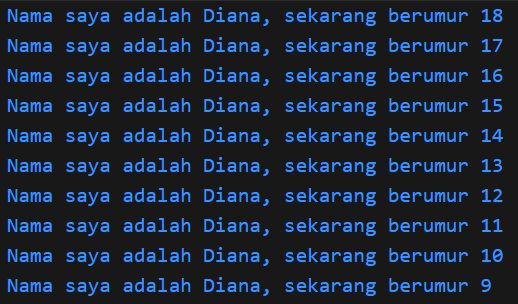 Nama saya adalah Diana, sekarang berumur 18
Nama saya adalah Diana, sekarang berumur 17
Nama saya adalah Diana, sekarang berumur 16
Nama saya adalah Diana, sekarang berumur 15
Nama saya adalah Diana, sekarang berumur 14
Nama saya adalah Diana, sekarang berumur 13
Nama saya adalah Diana, sekarang berumur 12
Nama saya adalah Diana, sekarang berumur 11
Nama saya adalah Diana, sekarang berumur 10
Nama saya adalah Diana, sekarang berumur 9